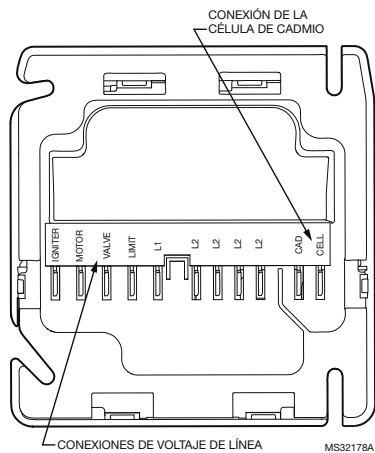 CONEXIÓN DE LA
CÉLULA DE CADMIO
IGNITER
MOTOR
VALVE
LIMIT
L1
L2
L2
L2
L2
CAD
CELL
CONEXIONES DE VOLTAJE DE LÍNEA
MS32178A